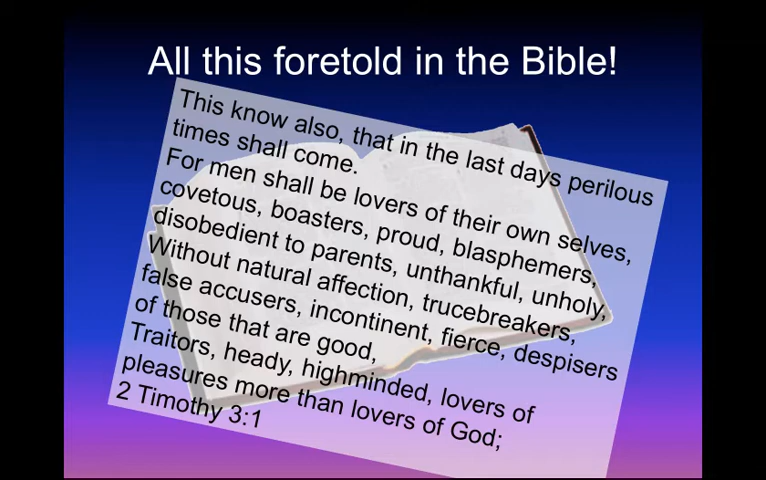 All this foretold in the Bible!
This know also, that in the last days perilous
times shall come.
For men shall be lovers of their own selves,
covetous, boasters, proud, blasphemers,
disobedient to parents, unthankful, unholy,
Without natural affection, trucebreakers,
false accusers, incontinent, fierce, despisers
of those that are good,
Traitors, heady, highminded, lovers of
pleasures more than lovers of God;
2 Timothy 3:1